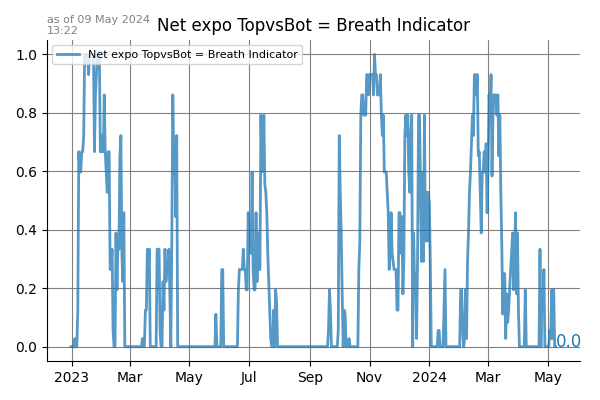 as of 09 May 2024
13:22
Net expo TopvsBot = Breath Indicator
Net expo TopvsBot = Breath Indicator
1.0
0.8
0.6
0.4
0.2
0.0
0.0
2023 Mar May Jul Sep Nov 2024 Mar May